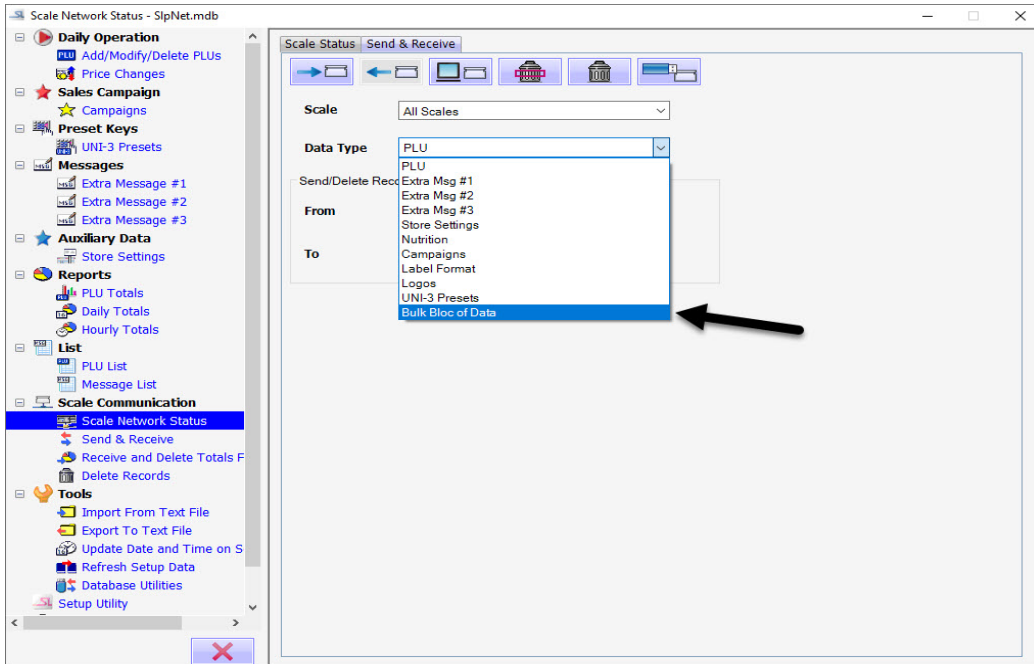 Scale Network Status - SlpNet.mdb
Daily Operation
PLU Add/Modify/Delete PLUs
Price Changes
Sales Campaign
Campaigns
Preset Keys
UNI-3 Presets
Messages
Extra Message #1
Extra Message #2
Extra Message #3
Auxiliary Data
Store Settings
Reports
PLU Totals
Daily Totals
Hourly Totals
List
PLU List
Message List
Scale Communication
Scale Network Status
Send & Receive
Receive and Delete Totals F
Delete Records
Tools
Import From Text File
Export To Text File
Update Date and Time on S
Refresh Setup Data
Database Utilities
Setup Utility
Scale Status Send & Receive
Scale All Scales
Data Type PLU
PLU
Send/Delete Rec Extra Msg #1
Extra Msg #2
From Extra Msg #3
Store Settings
Nutrition
To Campaigns
Label Format
Logos
UNI-3 Presets
Bulk Bloc of Data